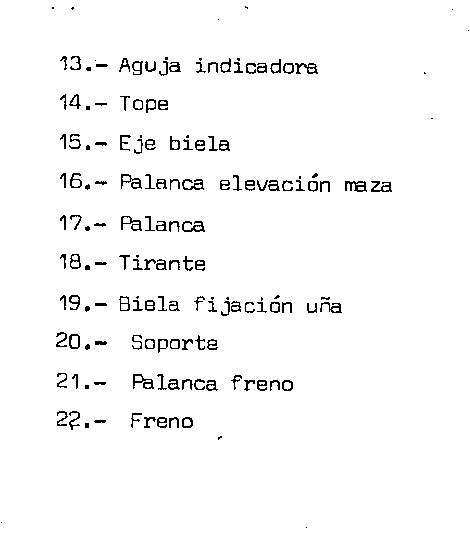 13.- Aguja indicadora
14.- Tope
15.- Eje biela
16.- Palanca elevación maza
17.- Palanca
18.- Tirante
19.- Biela fijación uña
20.- Soporte
21.- Palanca freno
22.- Freno